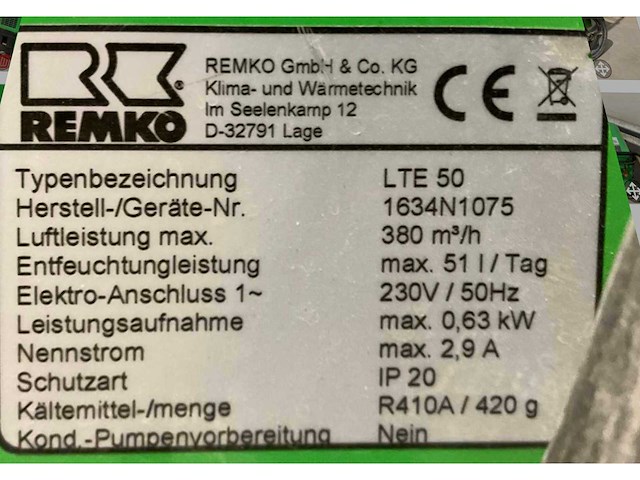 REMKO
REMKO GmbH & Co. KG
Klima- und Wärmetechnik
Im Seelenkamp 12
D-32791 Lage
CE
Typenbezeichnung LTE 50
Herstell-/Geräte-Nr. 1634N1075
Luftleistung max. 380 m³/h
Entfeuchtungleistung max. 51 l / Tag
Elektro-Anschluss 1~ 230V / 50Hz
Leistungsaufnahme max. 0,63 kW
Nennstrom max. 2,9 A
Schutzart IP 20
Kältemittel-/menge R410A / 420 g
Kond.-Pumpenvorbereitung Nein